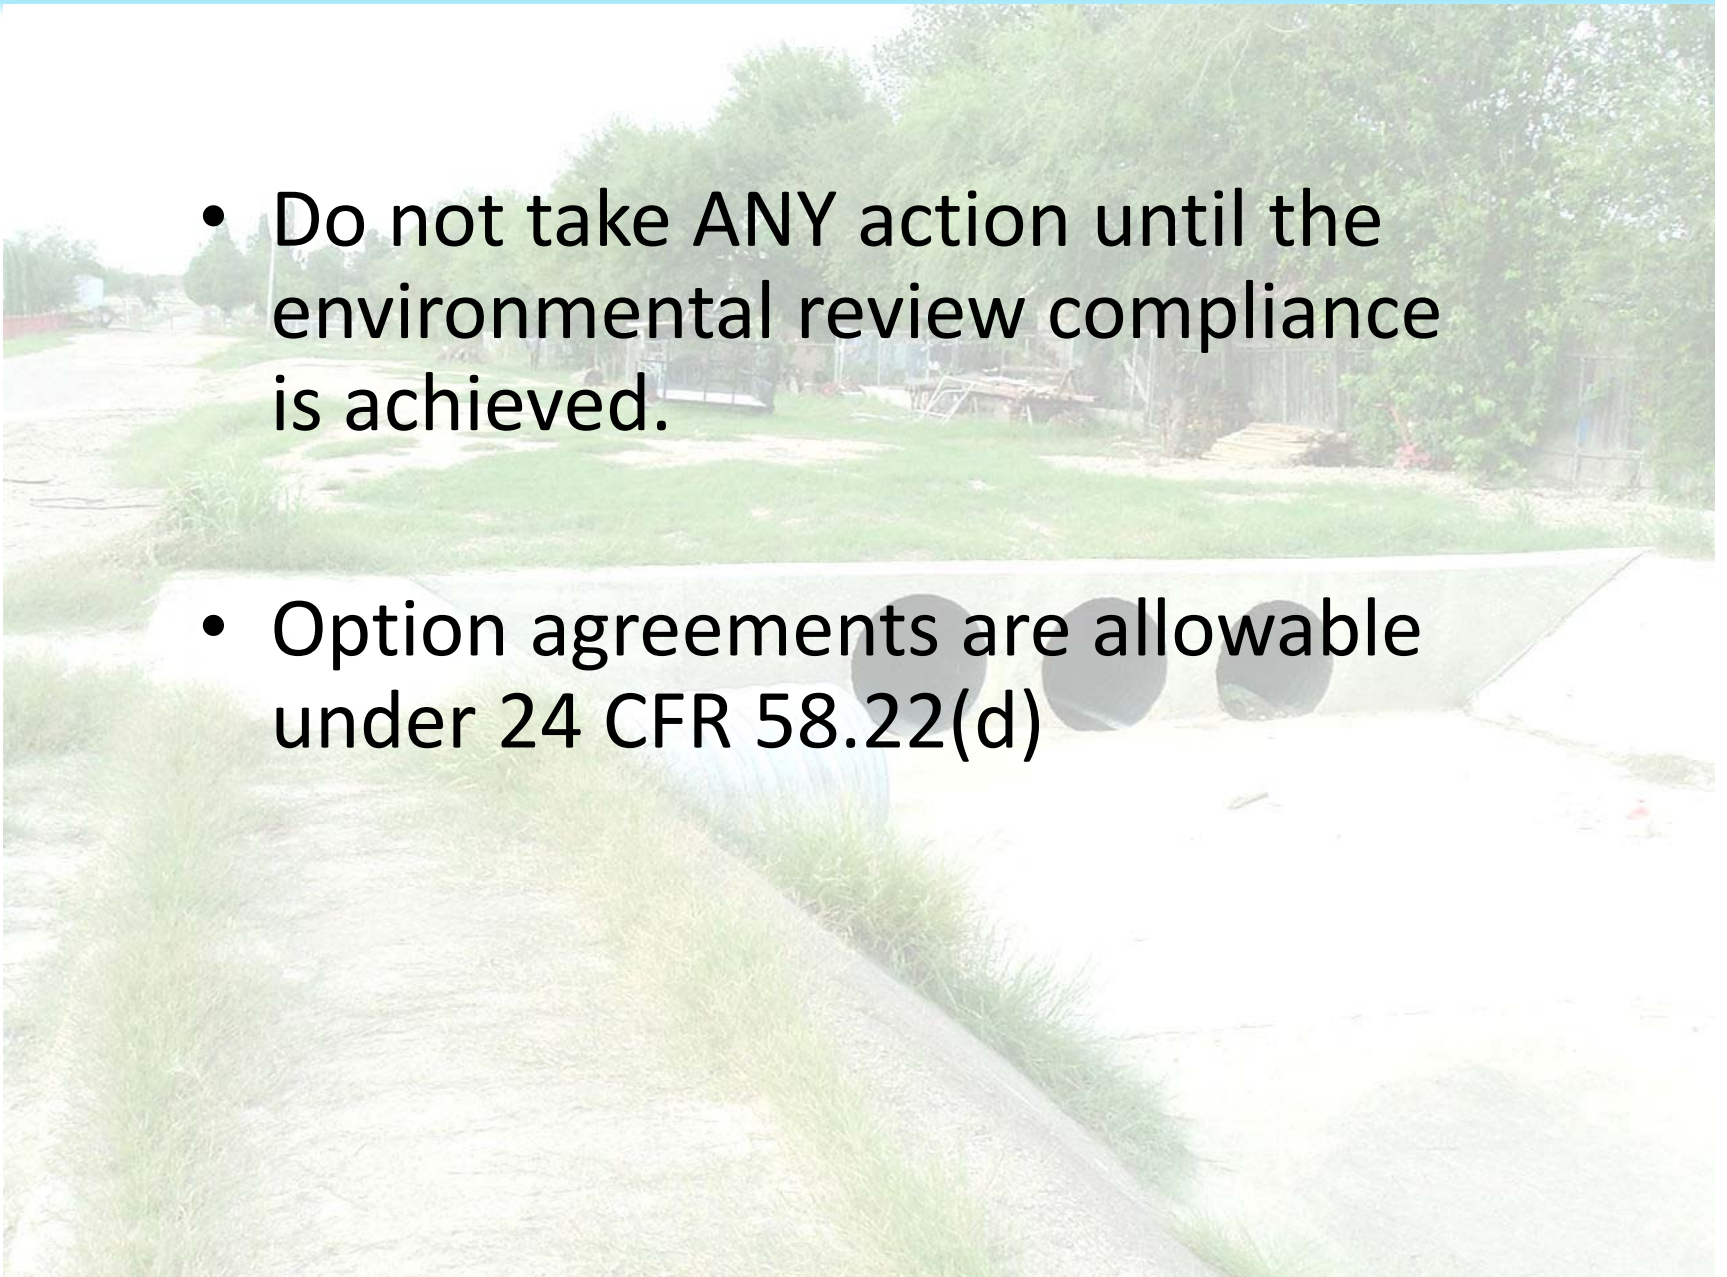 • Do not take ANY action until the
environmental review compliance
is achieved.
• Option agreements are allowable
under 24 CFR 58.22(d)